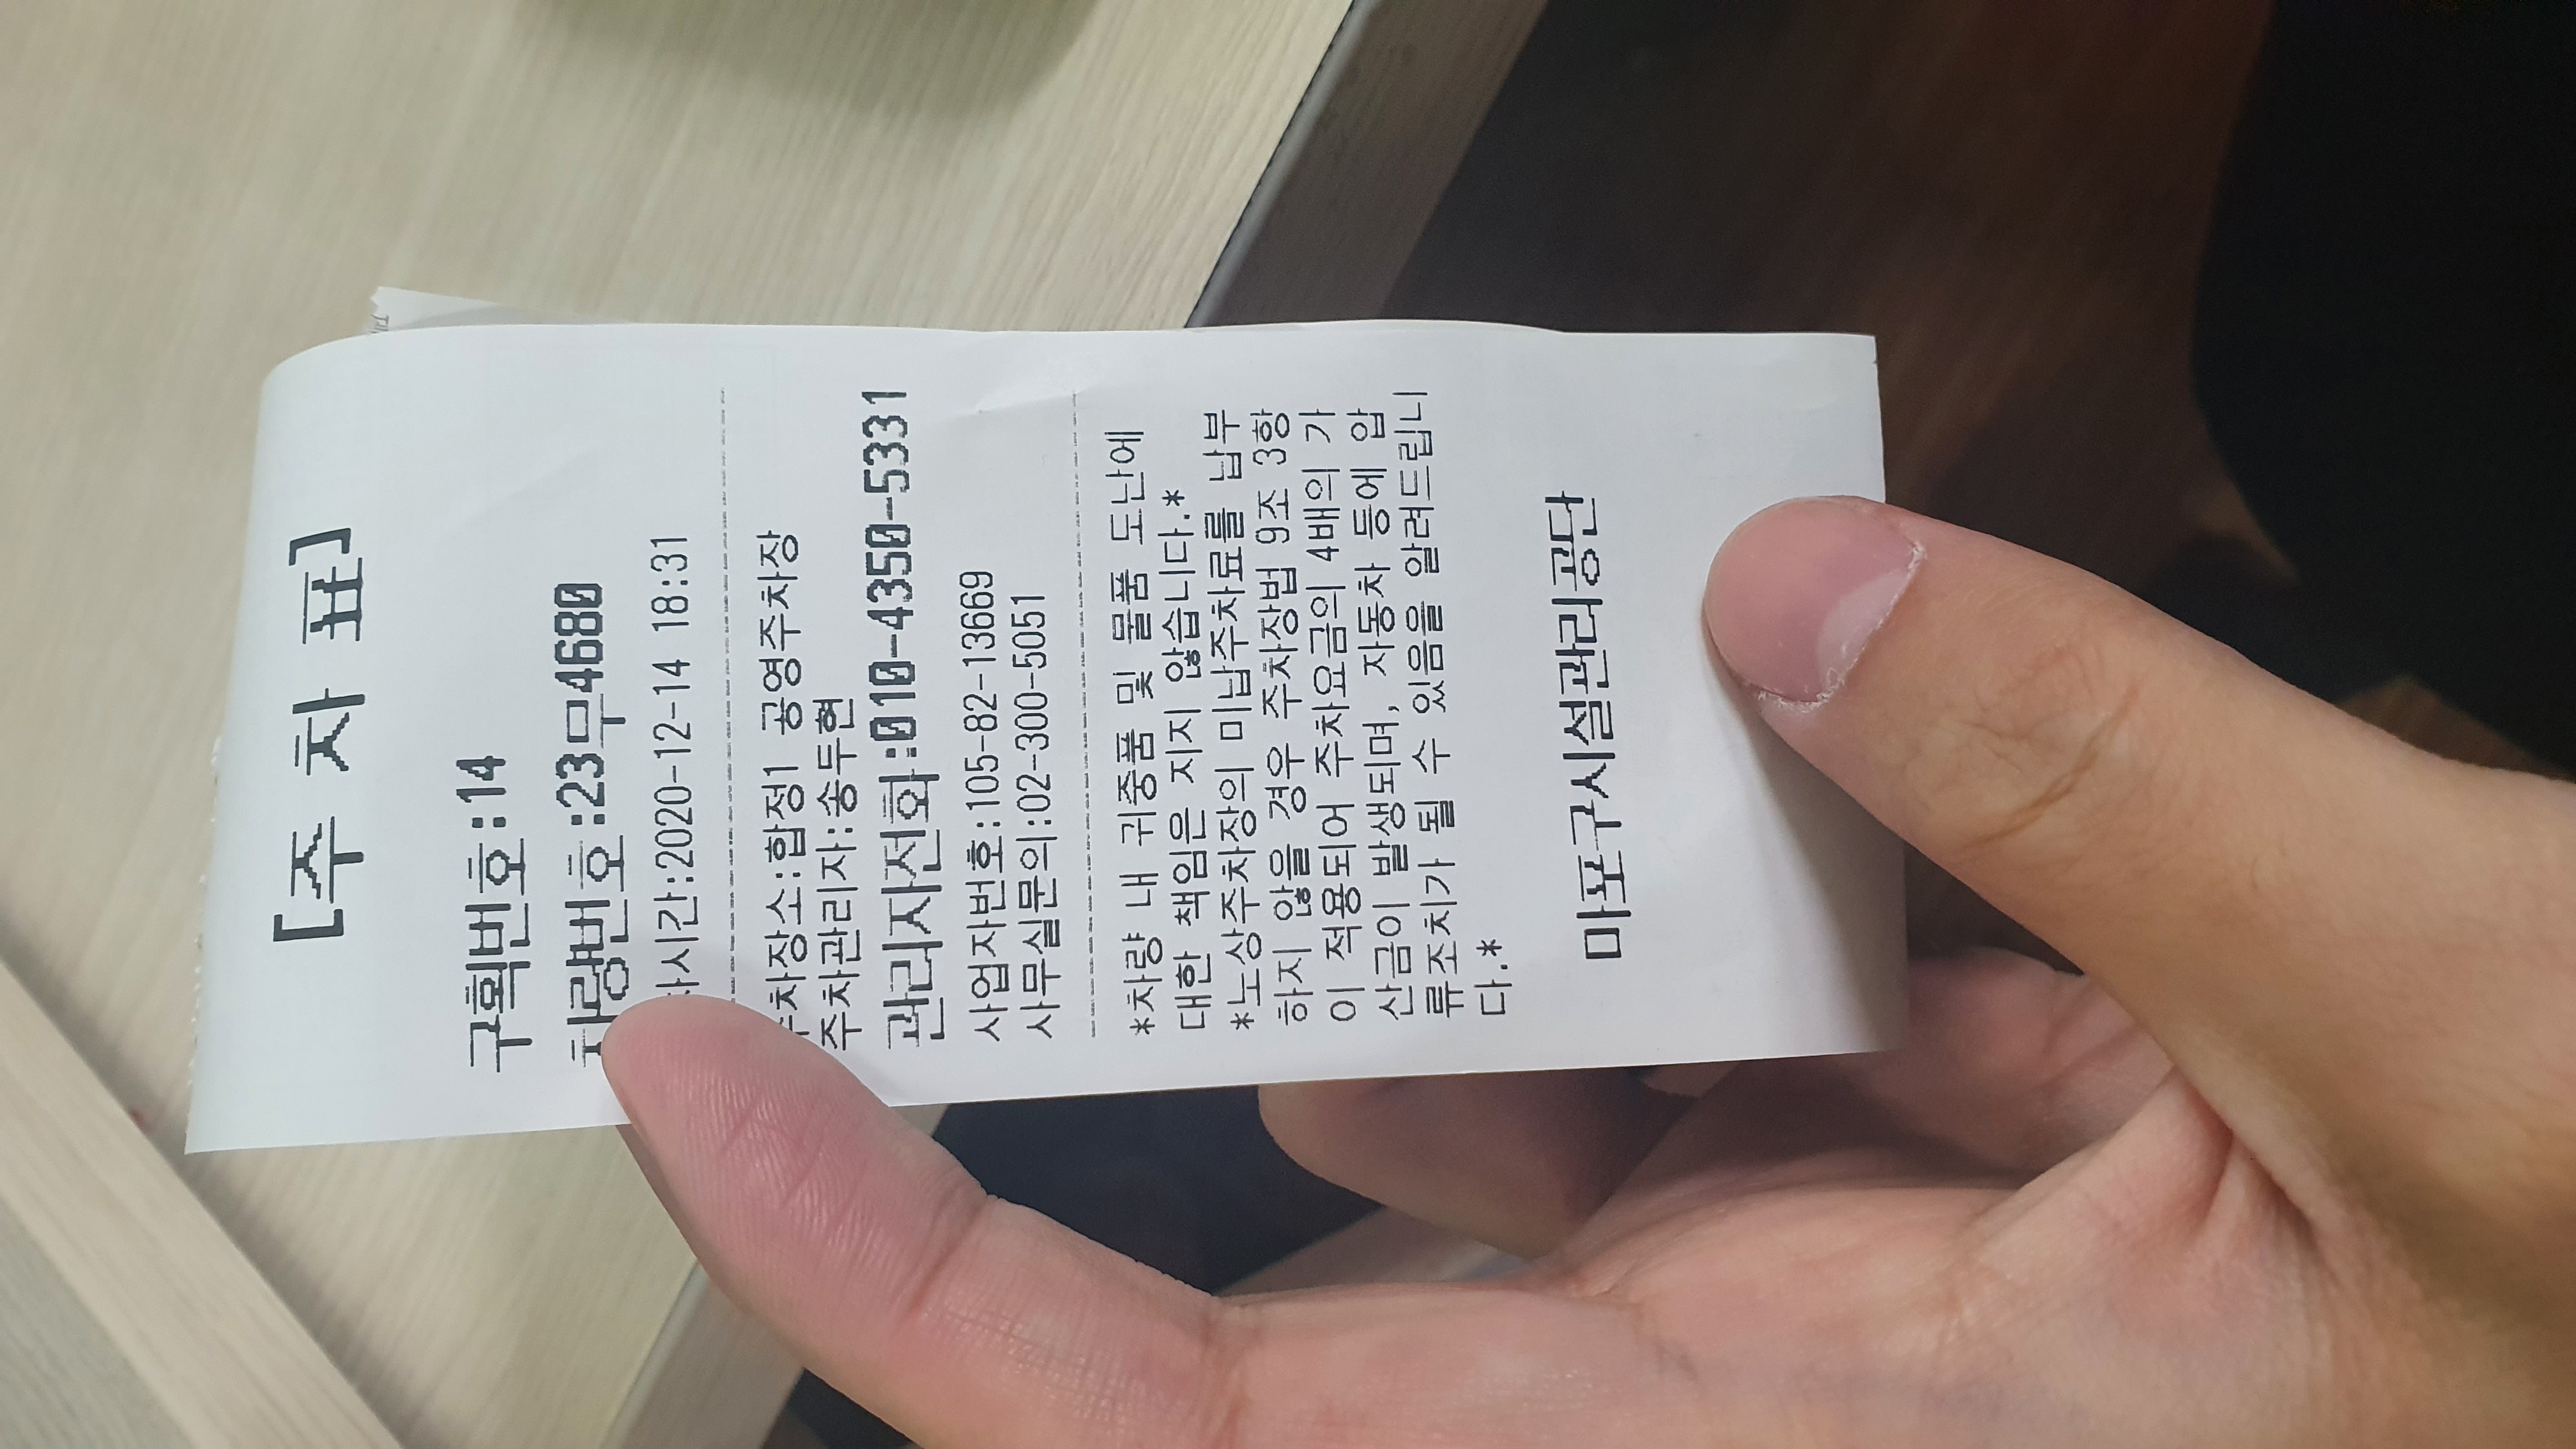 [주 차 표]
구획번호:14
차량번호:23무4680
차시간:2020-12-14 18:31
주차장소:합정1 공영주차장
주차관리자:송두현
관리자전화:010-4350-5331
사업자번호:105-82-13669
사무실문의:02-300-5051
*차량 내 귀중품 및 물품 도난에
대한 책임은 지지 않습니다.*
*노상주차장의 미납주차료를 납부
하지 않을 경우 주차장법 9조 3항
이 적용되어 주차요금의 4배의 가
산금이 발생되며, 자동차 등에 압
류조치가 될 수 있음을 알려드립니
다.*
마포구시설관리공단